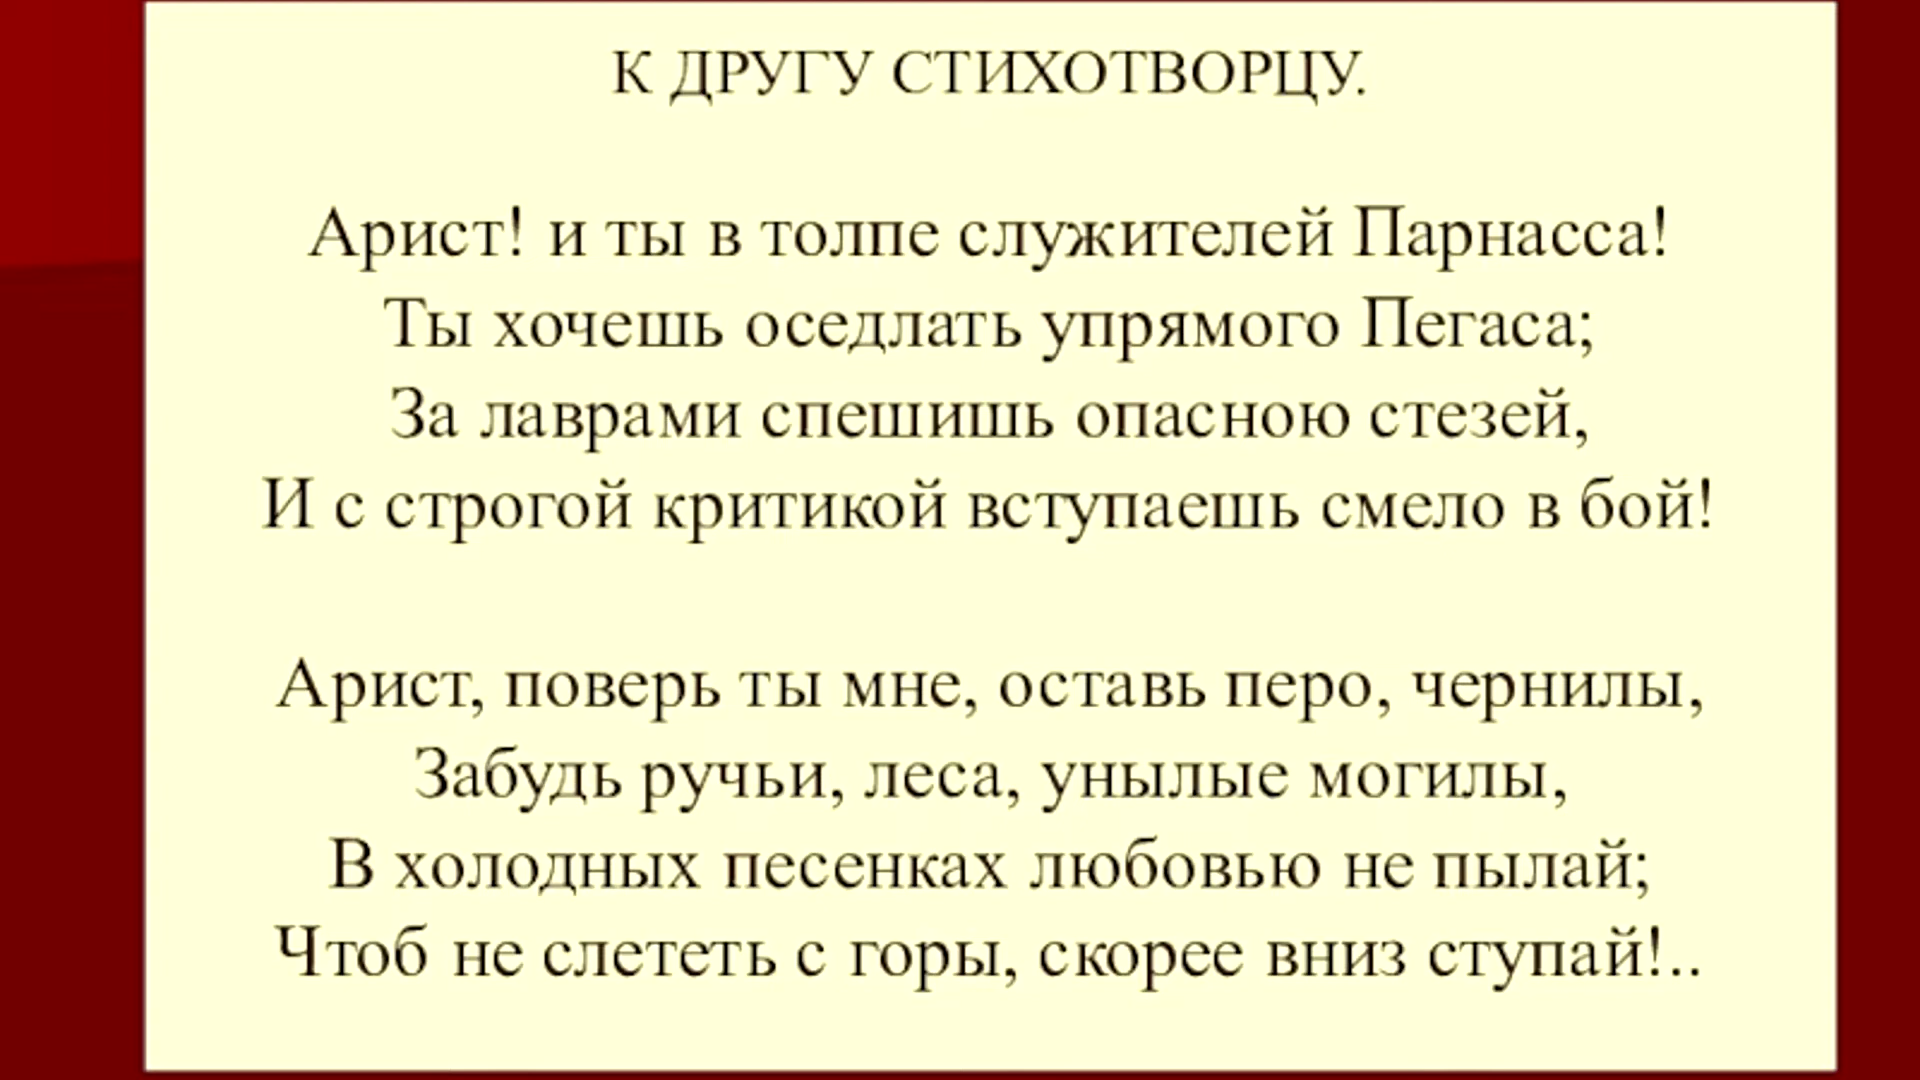 К ДРУГУ СТИХОТВОРЦУ.
Арист! и ты в толпе служителей Парнасса!
Ты хочешь оседлать упрямого Пегаса;
За лаврами спешишь опасною стезей,
И с строгой критикой вступаешь смело в бой!
Арист, поверь ты мне, оставь перо, чернилы,
Забудь ручьи, леса, унылые могилы,
В холодных песенках любовью не пылай;
Чтоб не слететь с горы, скорее вниз ступай!..